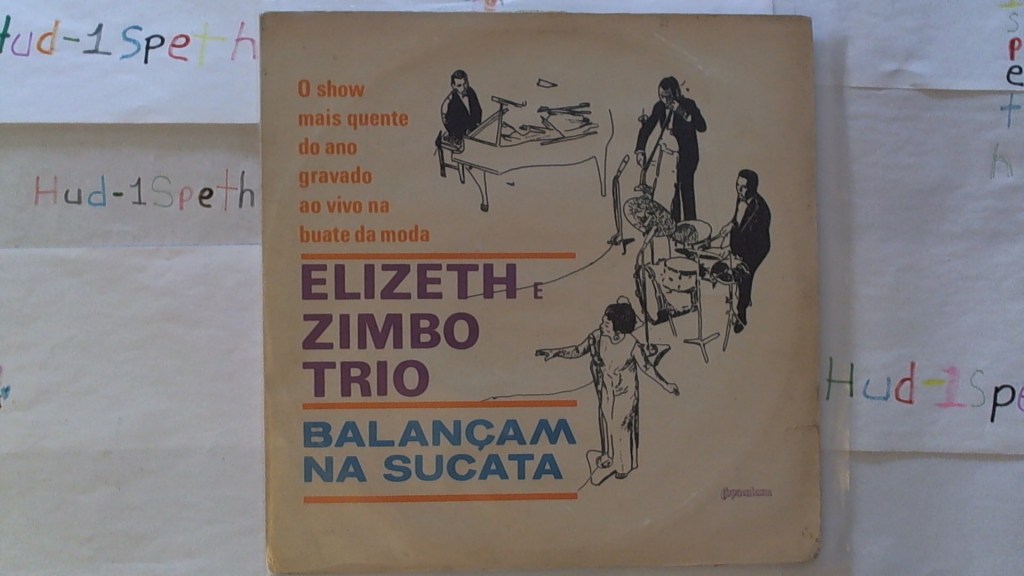 Hud-1Speth
Hud-1Speth
O show
mais quente
do ano
gravado
ao vivo na
buate da moda
ELIZETH E
ZIMBO
TRIO
BALANÇAM
NA SUCATA
Hud-1Spe
speth